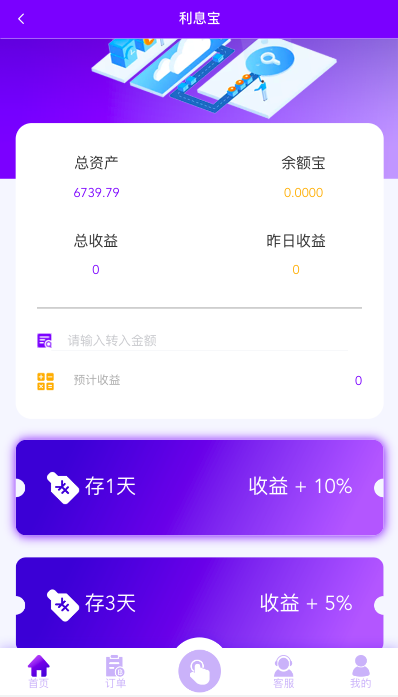 利息宝
总资产 余额宝
6739.79 0.0000
总收益 昨日收益
0 0
请输入转入金额
预计收益 0
存1天 收益 + 10%
存3天 收益 + 5%
首页 订单 客服 我的